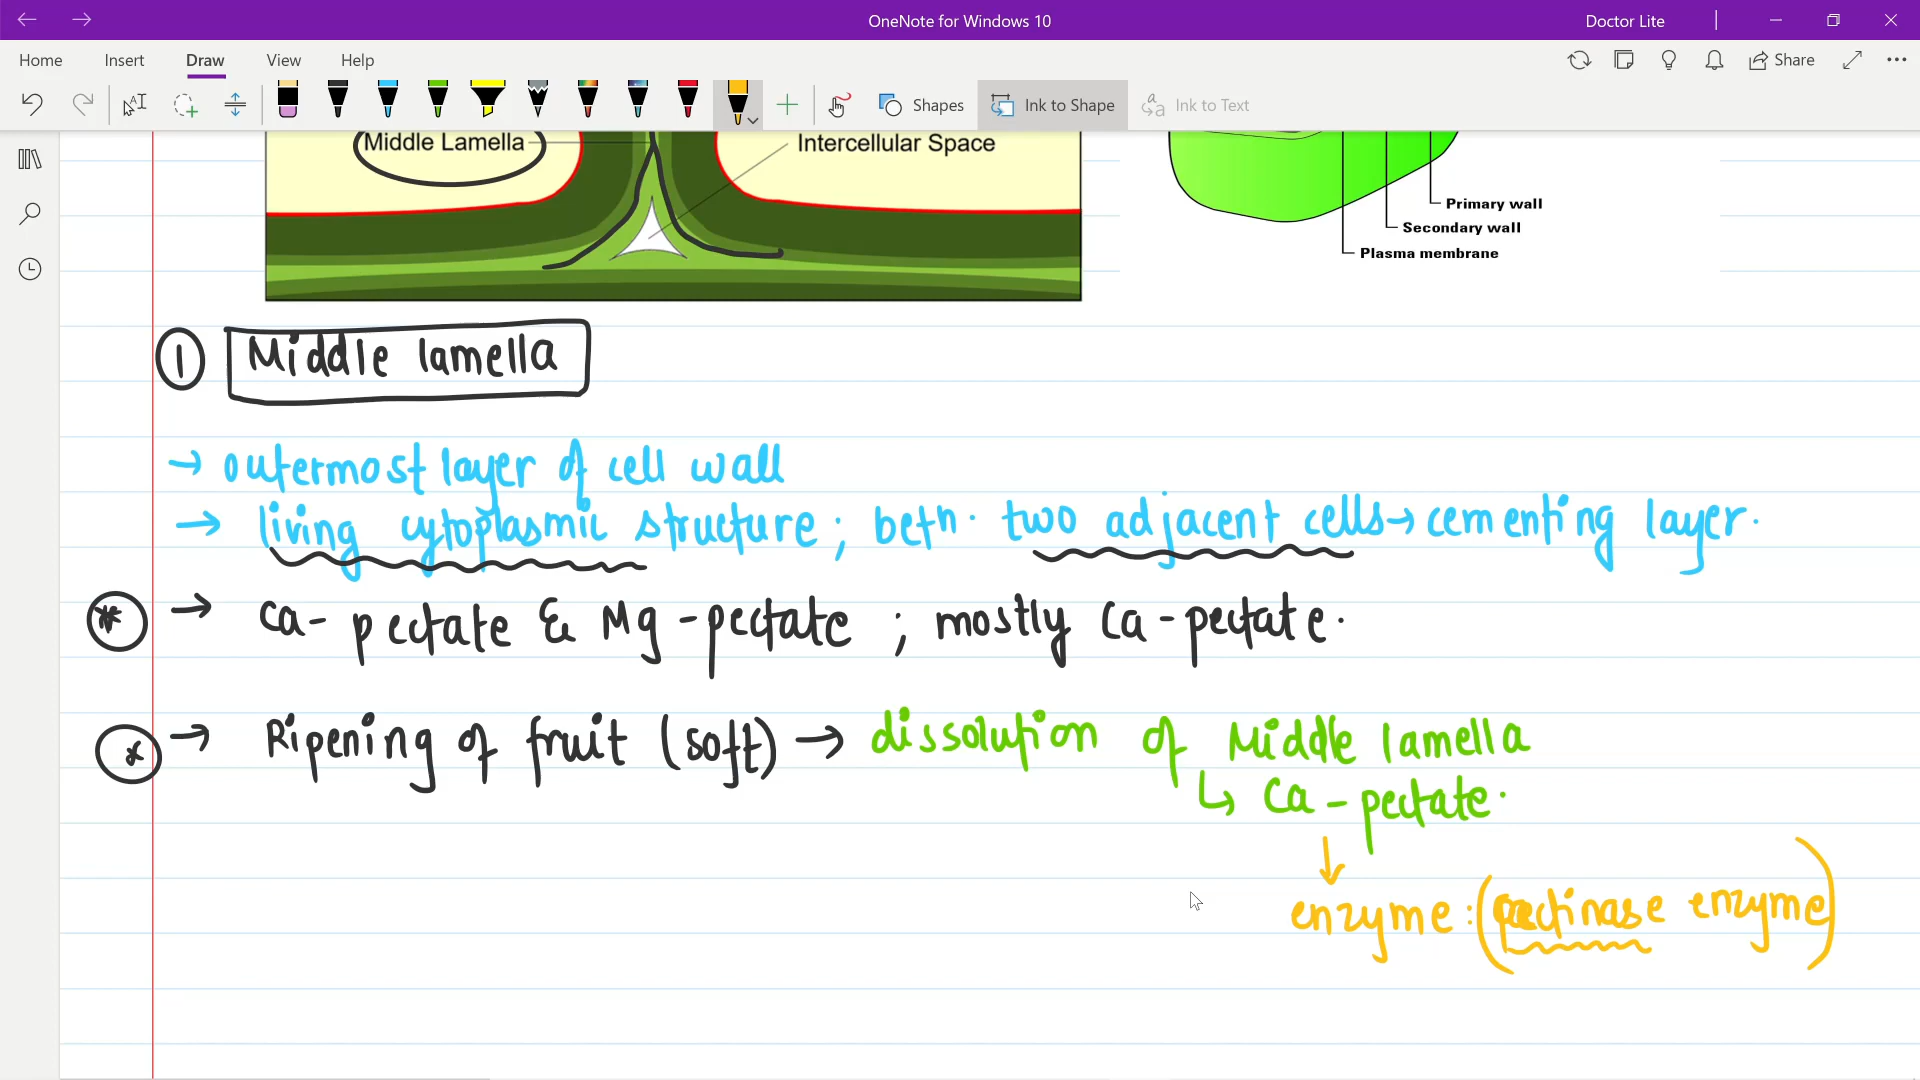 OneNote for Windows 10
Doctor Lite
Home Insert Draw View Help Share
Shapes Ink to Shape Ink to Text
Middle Lamella Intercellular Space
Primary wall
Secondary wall
Plasma membrane
1 Middle lamella
→ outermost layer of cell wall
→ living cytoplasmic structure ; betn. two adjacent cells → cementing layer.
* → Ca- pectate & Mg -pectate ; mostly Ca -pectate.
* → Ripening of fruit (soft) → dissolution of Middle lamella
↳ Ca - pectate.
↓
enzyme : (pectinase enzyme)